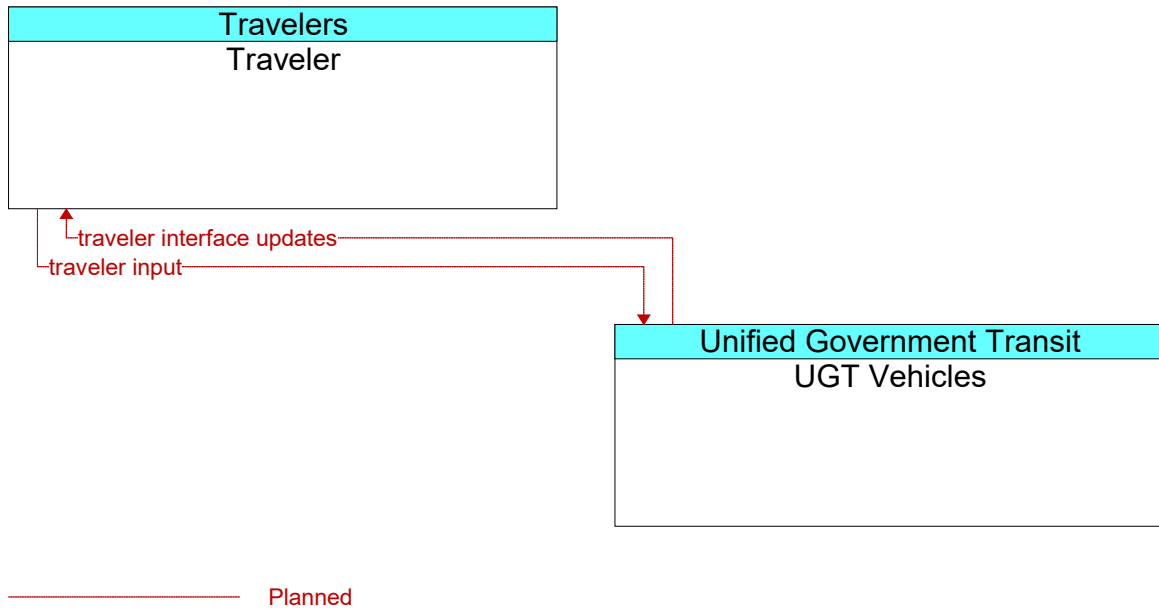 Travelers
Traveler
traveler interface updates
traveler input
Unified Government Transit
UGT Vehicles
Planned